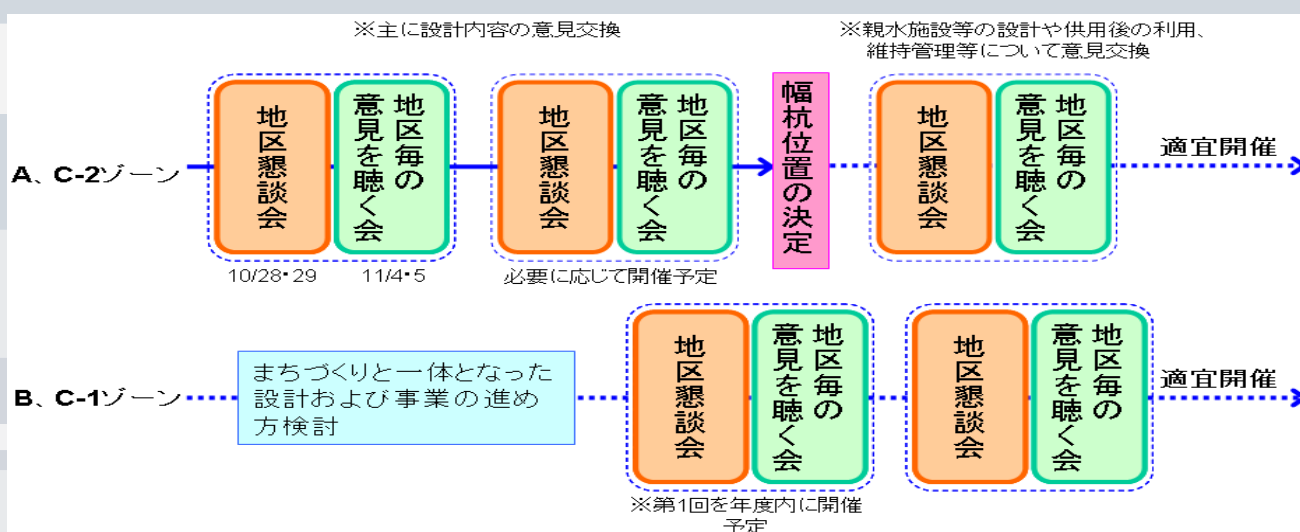 ※主に設計内容の意見交換
※親水施設等の設計や供用後の利用、
維持管理等について意見交換
A、C-2ゾーン
地区懇談会
地区毎の
意見を聴く会
10/28・29
11/4・5
地区懇談会
地区毎の
意見を聴く会
必要に応じて開催予定
幅杭位置の決定
地区懇談会
地区毎の
意見を聴く会
適宜開催
B、C-1ゾーン
まちづくりと一体となった
設計および事業の進め
方検討
地区懇談会
地区毎の
意見を聴く会
※第1回を年度内に開催
予定
地区懇談会
地区毎の
意見を聴く会
適宜開催